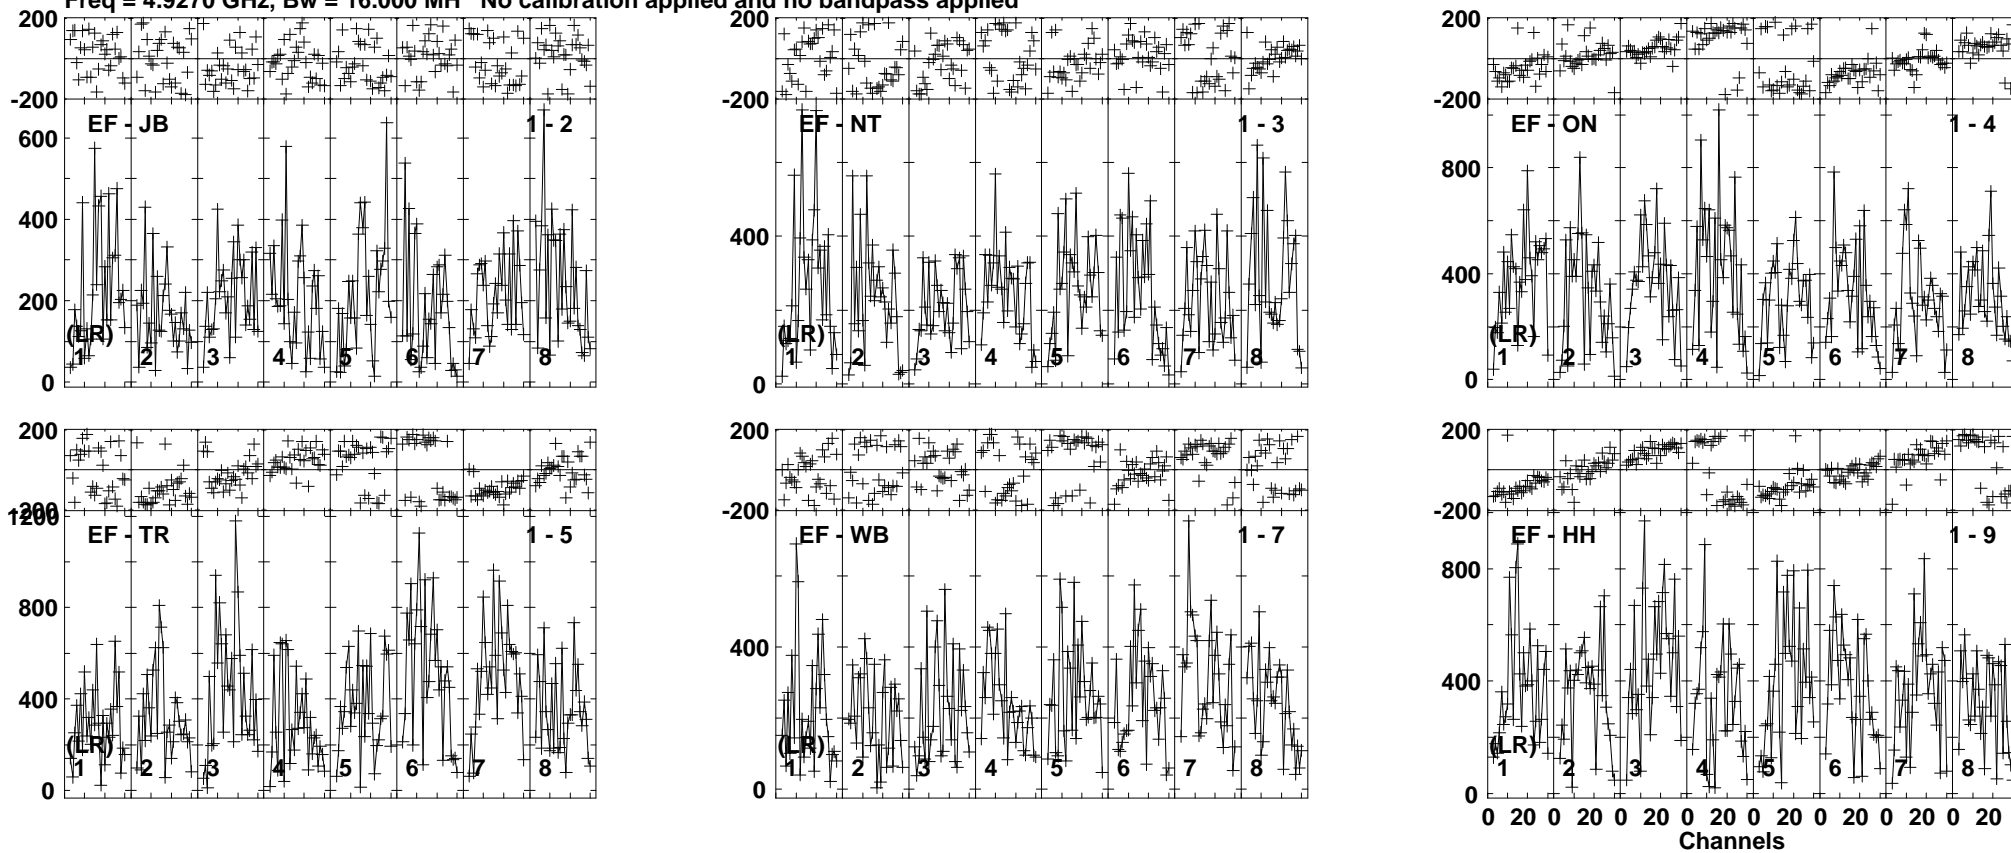 Freq = 4.9270 GHz, Bw = 16.000 MH No calibration applied and no bandpass applied
200
-200
EF - JB
1 - 2
600
400
200
0
(LR)
1 2 3 4 5 6 7 8
200
-200
EF - NT
1 - 3
400
0
(LR)
1 2 3 4 5 6 7 8
200
-200
EF - ON
1 - 4
800
400
0
(LR)
1 2 3 4 5 6 7 8
200
-200
1200
EF - TR
1 - 5
800
400
0
(LR)
1 2 3 4 5 6 7 8
200
-200
EF - WB
1 - 7
400
0
(LR)
1 2 3 4 5 6 7 8
200
-200
EF - HH
1 - 9
800
400
0
(LR)
1 2 3 4 5 6 7 8
0 20 0 20 0 20 0 20 0 20 0 20 0 20 0 20
Channels